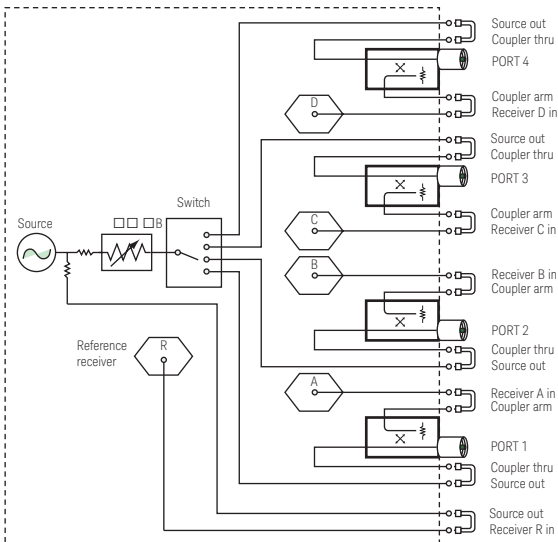 Source out
Coupler thru
PORT 4
Coupler arm
D
Receiver D in
Source out
Coupler thru
PORT 3
Switch
Source
B
Coupler arm
C
Receiver C in
B
Receiver B in
Coupler arm
PORT 2
Reference
receiver
R
Coupler thru
Source out
A
Receiver A in
Coupler arm
PORT 1
Coupler thru
Source out
Source out
Receiver R in